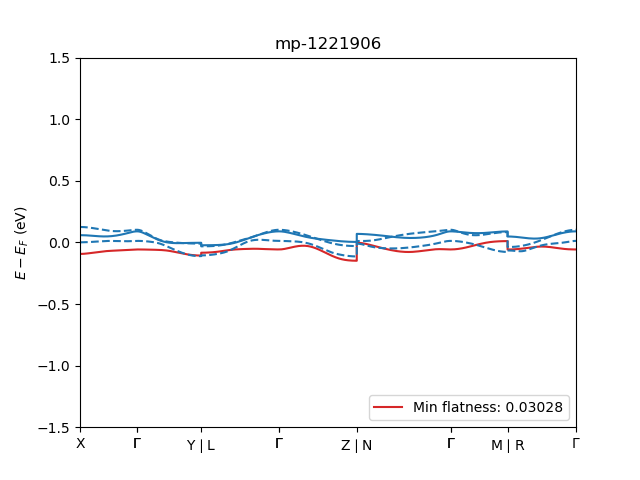 mp-1221906
1.5
1.0
0.5
0.0
−0.5
−1.0
−1.5
E − E_F (eV)
Min flatness: 0.03028
X Γ Y | L Γ Z | N Γ M | R Γ